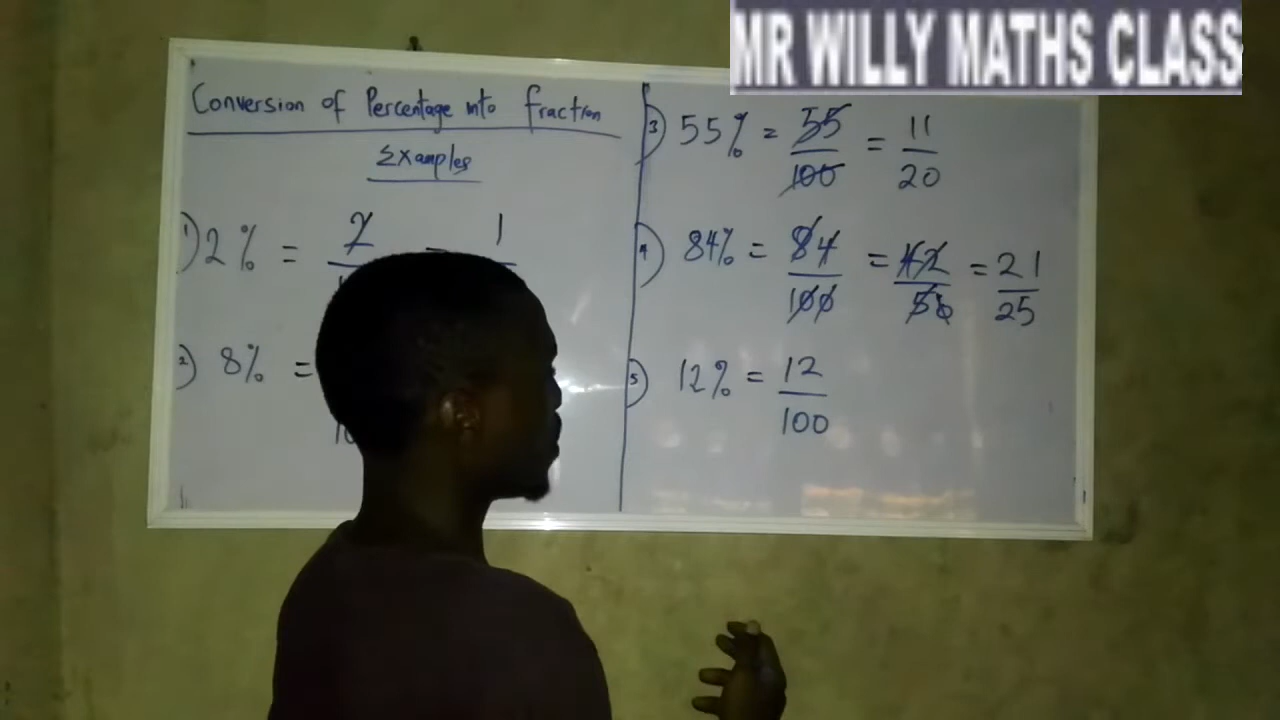 MR WILLY MATHS CLASS
Conversion of Percentage into fraction
Examples
1) 2% = 2/ = 1/
2) 8% =
3) 55% = 55/100 = 11/20
4) 84% = 84/100 = 42/50 = 21/25
5) 12% = 12/100